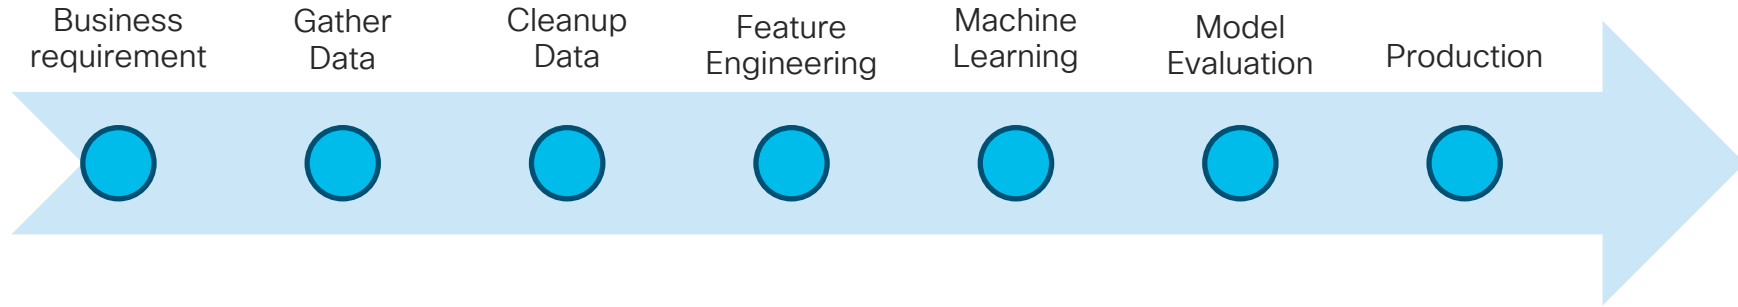 Business
requirement
Gather
Data
Cleanup
Data
Feature
Engineering
Machine
Learning
Model
Evaluation
Production